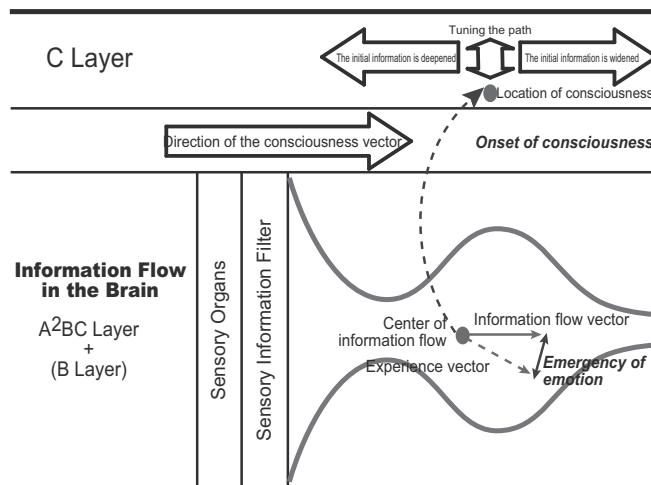 Tuning the path
C Layer
The initial information is deepened
The initial information is widened
Location of consciousness
Direction of the consciousness vector
Onset of consciousness
Information Flow
in the Brain
A²BC Layer
+
(B Layer)
Sensory Organs
Sensory Information Filter
Center of
information flow
Information flow vector
Experience vector
Emergency of
emotion